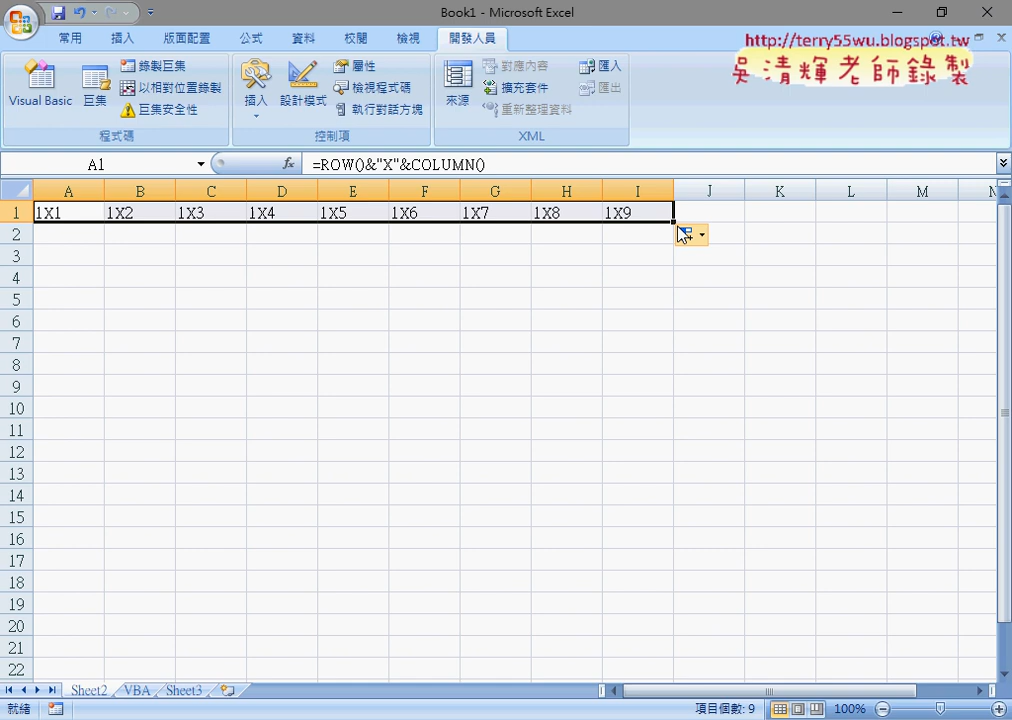 Book1 - Microsoft Excel
常用 插入 版面配置 公式 資料 校閱 檢視 開發人員
http://terry55wu.blogspot.tw
吳清輝老師錄製
Visual Basic 巨集 錄製巨集 以相對位置錄製 巨集安全性
程式碼
插入 設計模式 屬性 檢視程式碼 執行對話方塊
控制項
來源 對應內容 擴充套件 重新整理資料 匯入 匯出
XML
A1 fx =ROW()&"X"&COLUMN()
A B C D E F G H I J K L M N
1 1X1 1X2 1X3 1X4 1X5 1X6 1X7 1X8 1X9
2
3
4
5
6
7
8
9
10
11
12
13
14
15
16
17
18
19
20
21
22
Sheet2 VBA Sheet3
就緒 項目個數: 9 100%